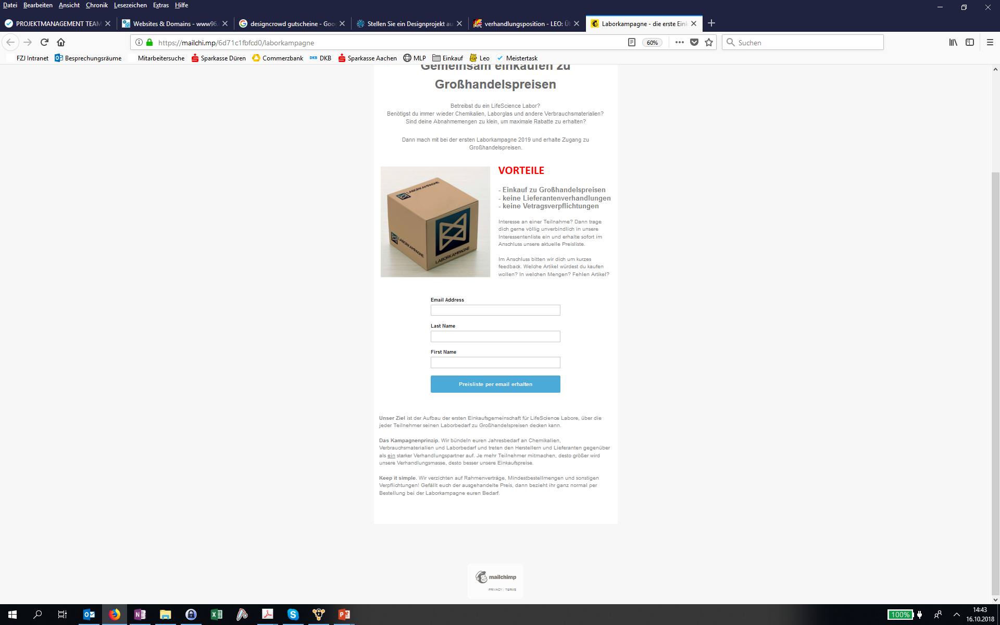 Datei Bearbeiten Ansicht Chronik Lesezeichen Extras Hilfe
PROJEKTMANAGEMENT TEAM
Websites & Domains - www96.
designcrowd gutscheine - Goo
Stellen Sie ein Designprojekt au
verhandlungsposition - LEO: Ü
Laborkampagne - die erste Eink
https://mailchi.mp/6d71c1fbfcd0/laborkampagne
60%
Suchen
FZJ Intranet Besprechungsräume Mitarbeitersuche Sparkasse Düren Commerzbank DKB DKB Sparkasse Aachen MLP Einkauf Leo Meistertask
Gemeinsam einkaufen zu
Großhandelspreisen
Betreibst du ein LifeScience Labor?
Benötigst du immer wieder Chemikalien, Laborglas und andere Verbrauchsmaterialien?
Sind deine Abnahmemengen zu klein, um maximale Rabatte zu erhalten?
Dann mach mit bei der ersten Laborkampagne 2019 und erhalte Zugang zu
Großhandelspreisen.
LABORKAMPAGNE
LABORKAMPAGNE
LABORKAMPAGNE
VORTEILE
- Einkauf zu Großhandelspreisen
- keine Lieferantenverhandlungen
- keine Vetragsverpflichtungen
Interesse an einer Teilnahme? Dann trage
dich gerne völlig unverbindlich in unsere
Interessentenliste ein und erhalte sofort im
Anschluss unsere aktuelle Preisliste.
Im Anschluss bitten wir dich um kurzes
feedback. Welche Artikel würdest du kaufen
wollen? In welchen Mengen? Fehlen Artikel?
Email Address
Last Name
First Name
Preisliste per email erhalten
Unser Ziel ist der Aufbau der ersten Einkaufsgemeinschaft für LifeScience Labore, über die
jeder Teilnehmer seinen Laborbedarf zu Großhandelspreisen decken kann.
Das Kampagnenprinzip. Wir bündeln euren Jahresbedarf an Chemikalien,
Verbrauchsmaterialien und Laborbedarf und treten den Herstellern und Lieferanten gegenüber
als ein starker Verhandlungspartner auf. Je mehr Teilnehmer mitmachen, desto größer wird
unsere Verhandlungsmasse, desto besser unsere Einkaufspreise.
Keep it simple. Wir verzichten auf Rahmenverträge, Mindestbestellmengen und sonstigen
Verpflichtungen! Gefällt euch der ausgehandelte Preis, dann bezieht ihr ganz normal per
Bestellung bei der Laborkampagne euren Bedarf.
mailchimp
PRIVACY | TERMS
100%
14:43
16.10.2018